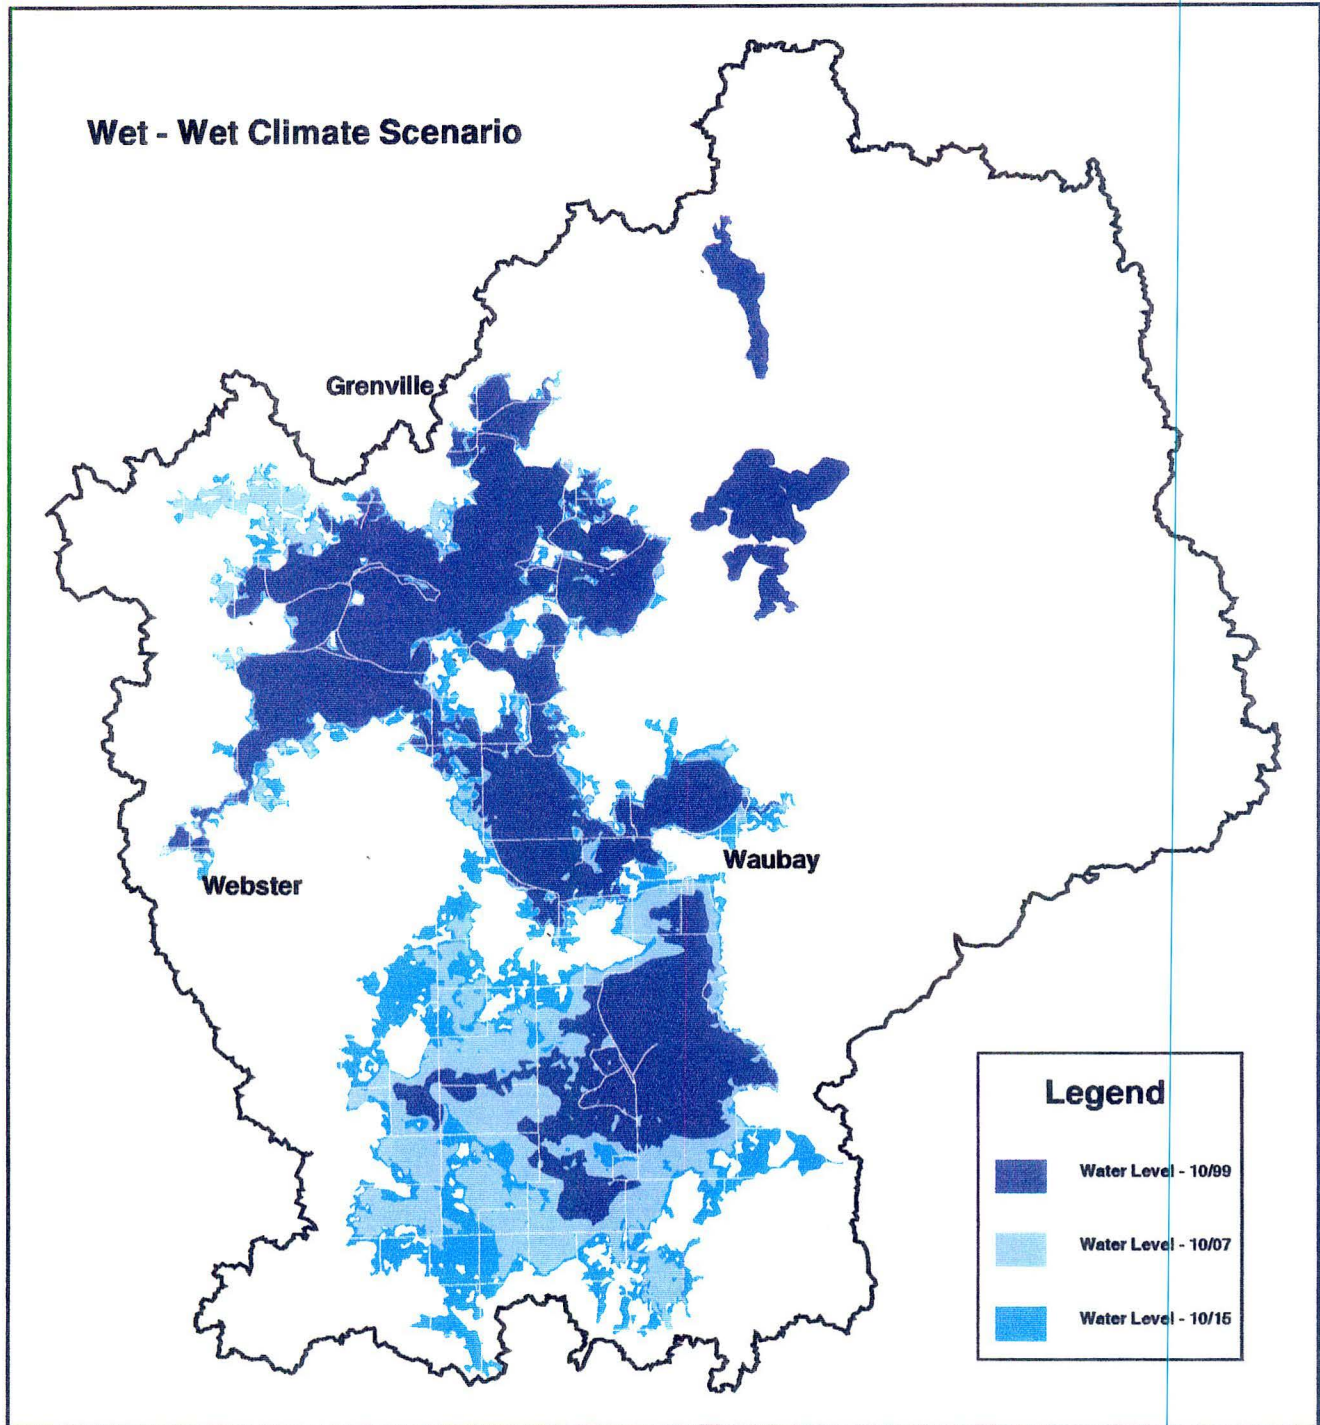 Wet - Wet Climate Scenario
Grenville
Webster
Waubay
Legend
Water Level - 10/99
Water Level - 10/07
Water Level - 10/15